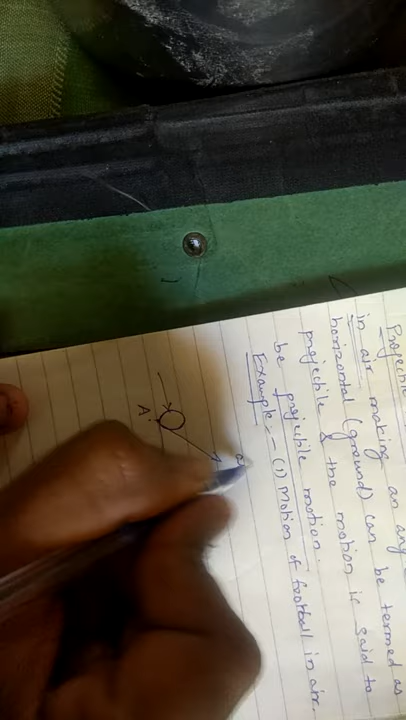 Projectile
in air making an ang
horizontal (ground) can be termed as
projectile & the motion is said to
be projectile motion.
Example:- (1) Motion of football in air.
A